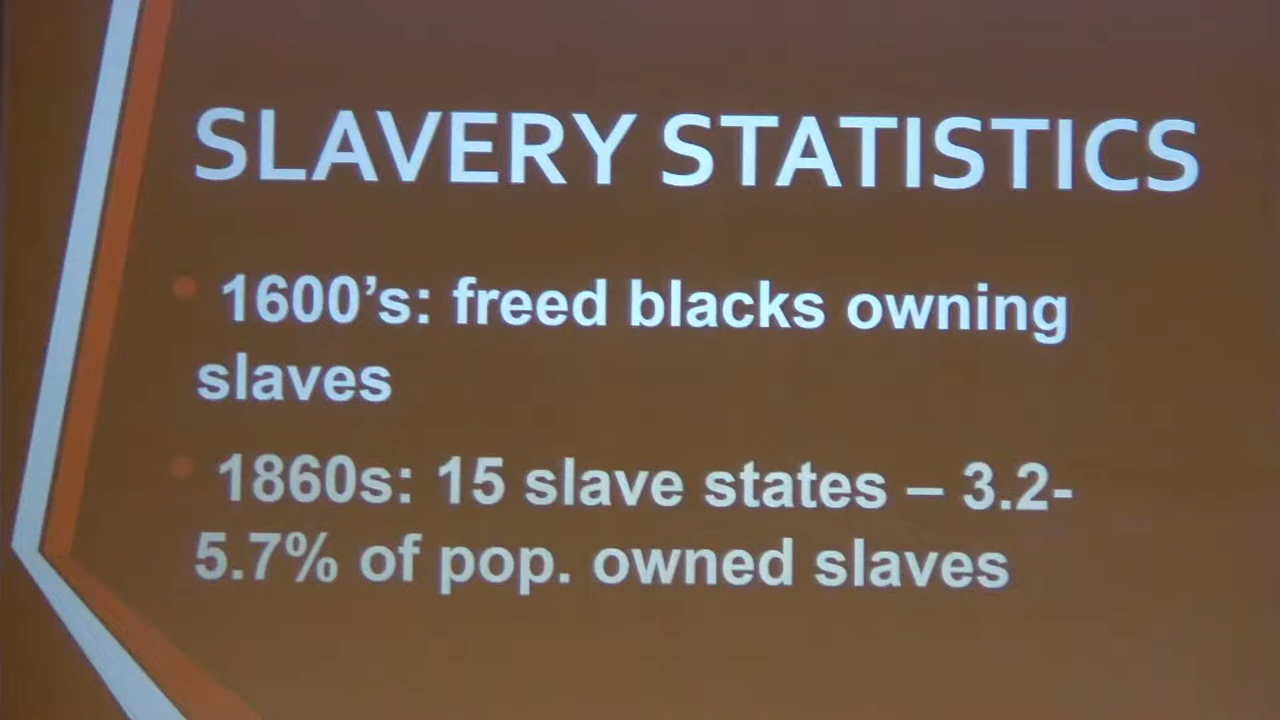 SLAVERY STATISTICS
• 1600’s: freed blacks owning
slaves
• 1860s: 15 slave states – 3.2-
5.7% of pop. owned slaves